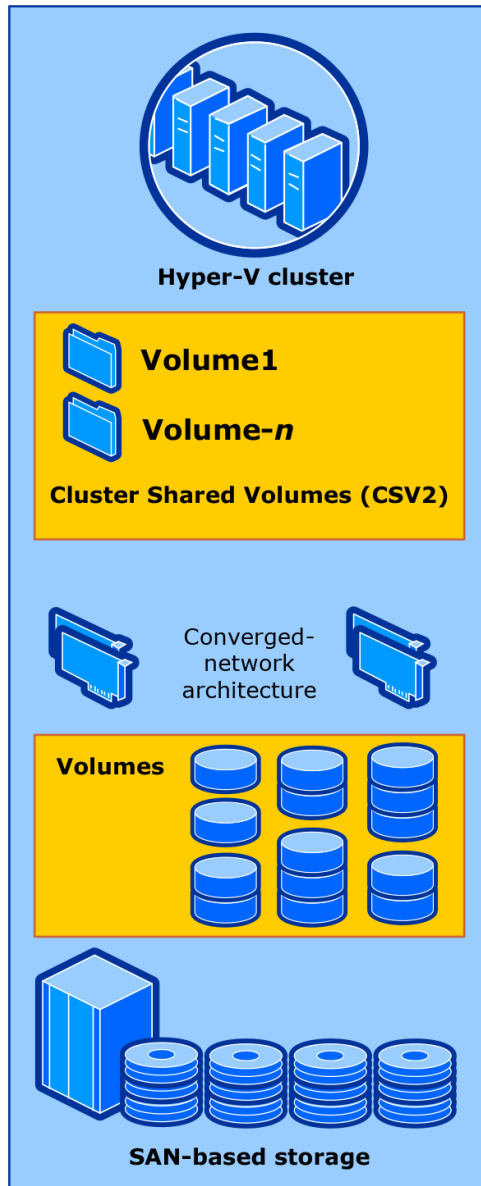 Hyper-V cluster
Volume1
Volume-n
Cluster Shared Volumes (CSV2)
Converged-
network
architecture
Volumes
SAN-based storage